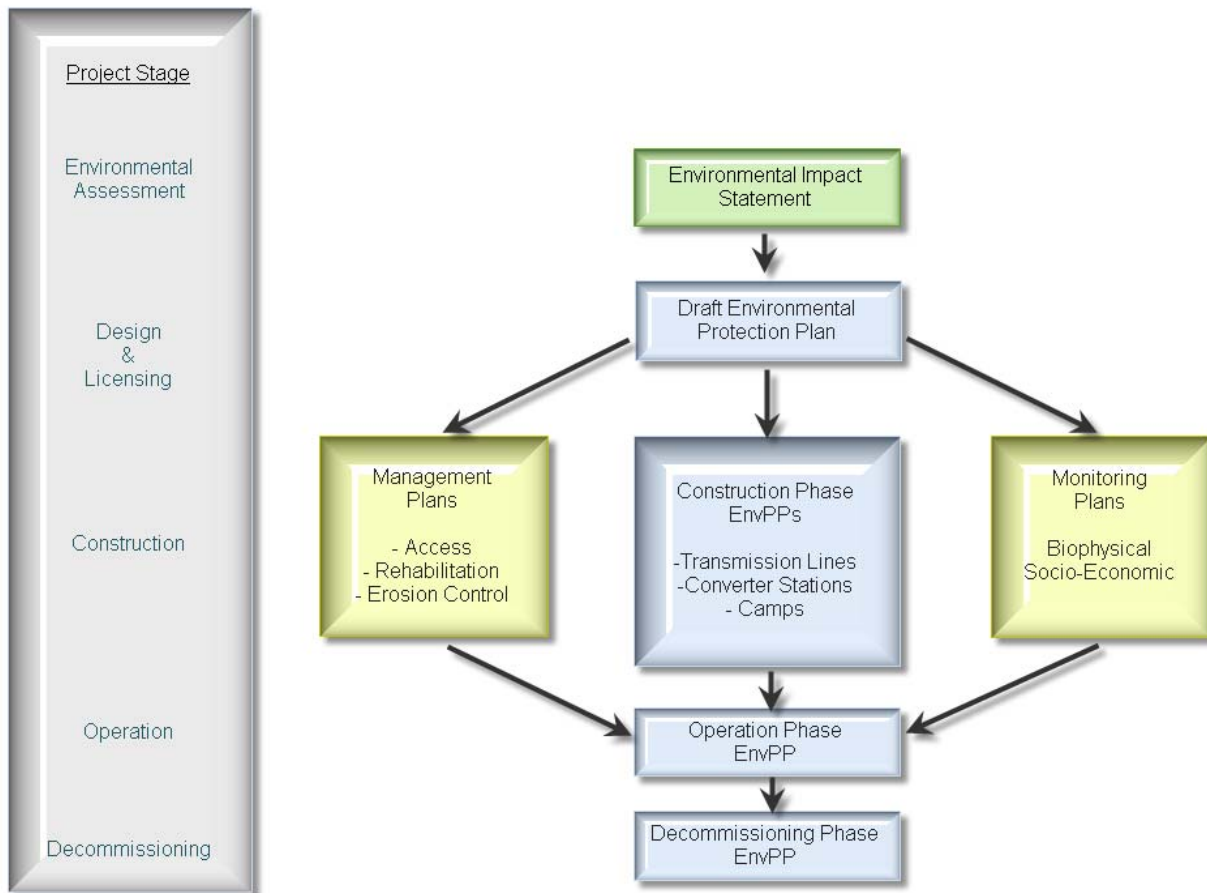 Project Stage
Environmental
Assessment
Design
&
Licensing
Construction
Operation
Decommissioning
Environmental Impact
Statement
Draft Environmental
Protection Plan
Management
Plans
- Access
- Rehabilitation
- Erosion Control
Construction Phase
EnvPPs
-Transmission Lines
-Converter Stations
- Camps
Monitoring
Plans
Biophysical
Socio-Economic
Operation Phase
EnvPP
Decommissioning Phase
EnvPP